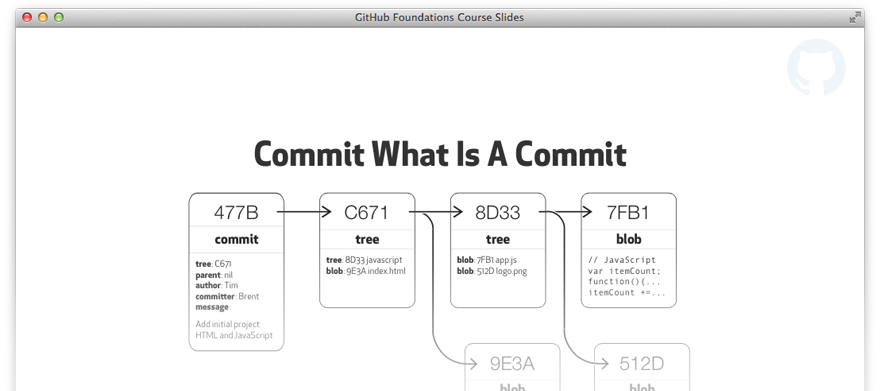 GitHub Foundations Course Slides
Commit What Is A Commit
477B
commit
tree: C671
parent: nil
author: Tim
committer: Brent
message:
Add initial project
HTML and JavaScript
C671
tree
tree: 8D33 javascript
blob: 9E3A index.html
8D33
tree
blob: 7FB1 app.js
blob: 512D logo.png
7FB1
blob
// JavaScript
var itemCount;
function(){...
itemCount +=...
9E3A
blob
512D
blob